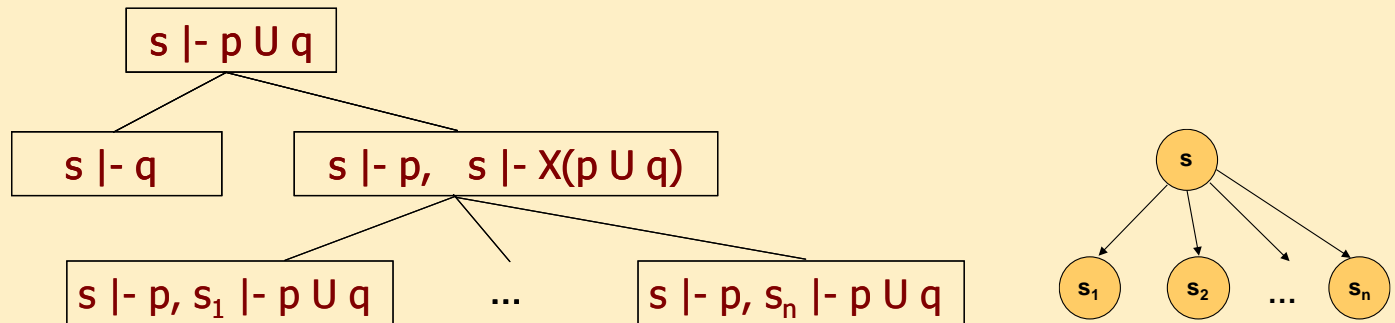 s |- p U q
s |- q
s |- p, s |- X(p U q)
s |- p, s₁ |- p U q
...
s |- p, sₙ |- p U q
s
s₁
s₂
...
sₙ